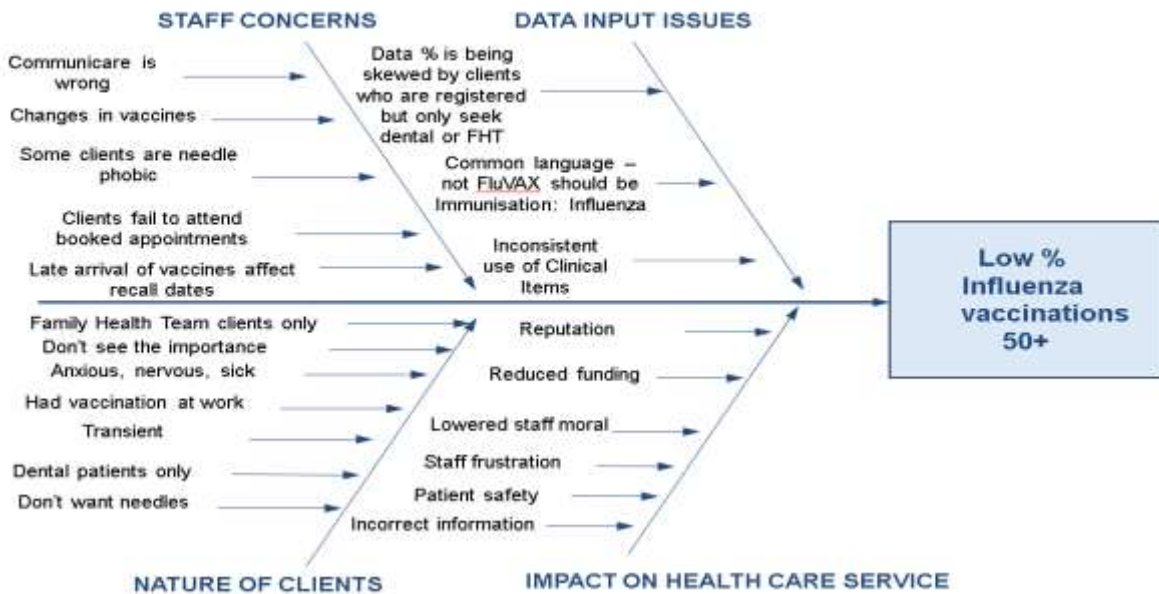 STAFF CONCERNS
Communicare is
wrong
Changes in vaccines
Some clients are needle
phobic
Clients fail to attend
booked appointments
Late arrival of vaccines affect
recall dates
DATA INPUT ISSUES
Data % is being
skewed by clients
who are registered
but only seek
dental or FHT
Common language –
not FluVAX should be
Immunisation: Influenza
Inconsistent
use of Clinical
Items
Low %
Influenza
vaccinations
50+
Family Health Team clients only
Don't see the importance
Anxious, nervous, sick
Had vaccination at work
Transient
Dental patients only
Don't want needles
NATURE OF CLIENTS
Reputation
Reduced funding
Lowered staff moral
Staff frustration
Patient safety
Incorrect information
IMPACT ON HEALTH CARE SERVICE